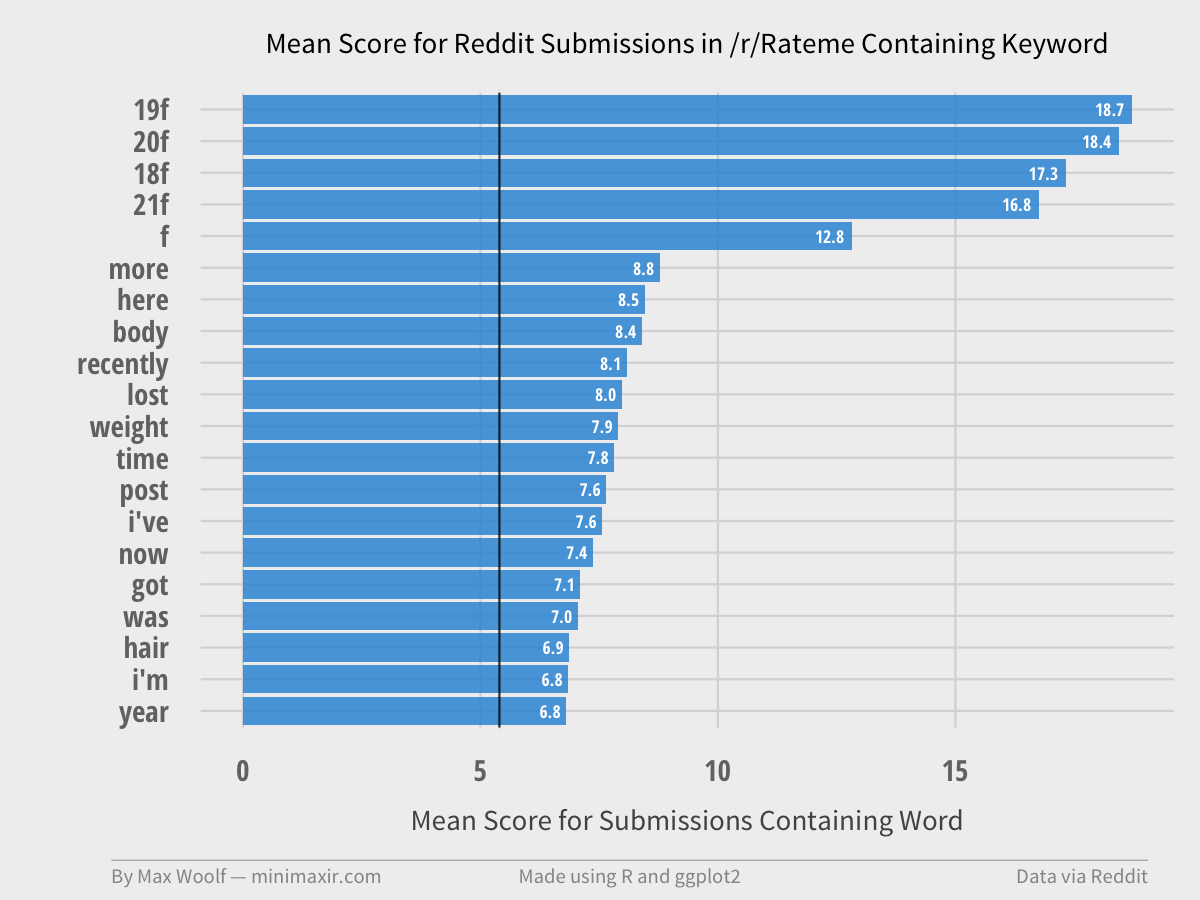 Mean Score for Reddit Submissions in /r/Rateme Containing Keyword
19f 18.7
20f 18.4
18f 17.3
21f 16.8
f 12.8
more 8.8
here 8.5
body 8.4
recently 8.1
lost 8.0
weight 7.9
time 7.8
post 7.6
i've 7.6
now 7.4
got 7.1
was 7.0
hair 6.9
i'm 6.8
year 6.8
0 5 10 15
Mean Score for Submissions Containing Word
By Max Woolf — minimaxir.com Made using R and ggplot2 Data via Reddit